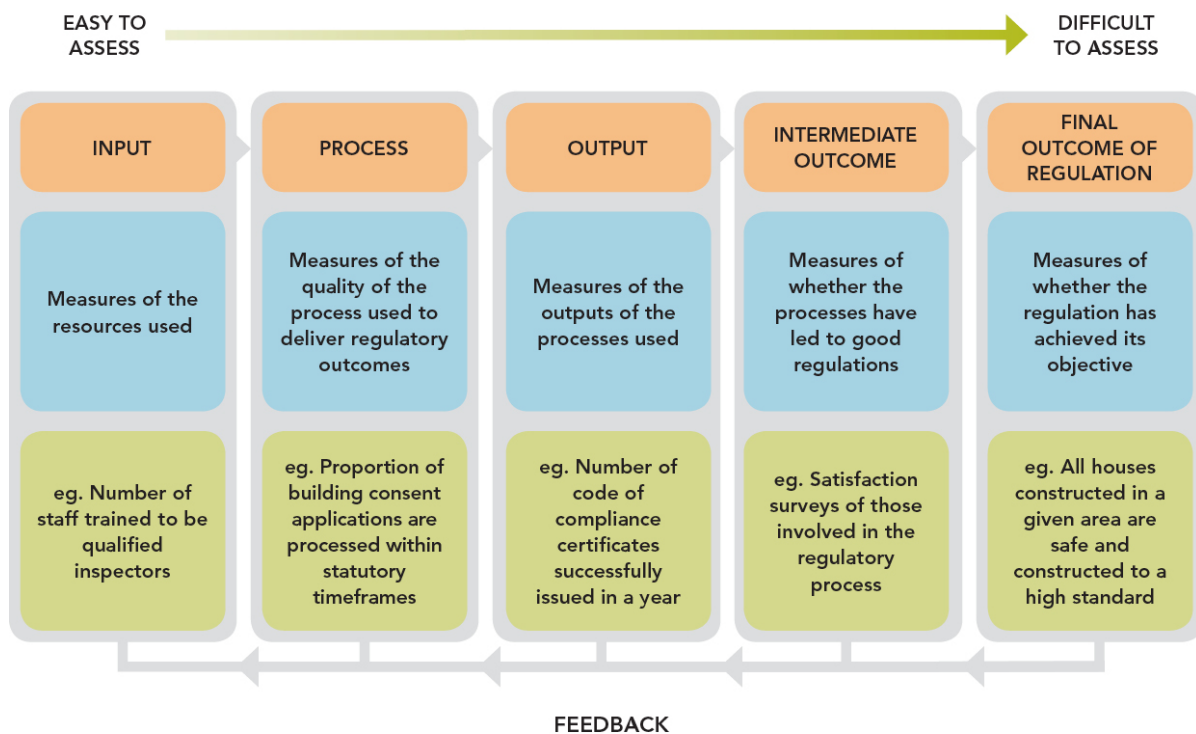 EASY TO
ASSESS
DIFFICULT
TO ASSESS
INPUT
PROCESS
OUTPUT
INTERMEDIATE
OUTCOME
FINAL
OUTCOME OF
REGULATION
Measures of the
resources used
Measures of the
quality of the
process used to
deliver regulatory
outcomes
Measures of the
outputs of the
processes used
Measures of
whether the
processes have
led to good
regulations
Measures of
whether the
regulation has
achieved its
objective
eg. Number of
staff trained to be
qualified
inspectors
eg. Proportion of
building consent
applications are
processed within
statutory
timeframes
eg. Number of
code of
compliance
certificates
successfully
issued in a year
eg. Satisfaction
surveys of those
involved in the
regulatory
process
eg. All houses
constructed in a
given area are
safe and
constructed to a
high standard
FEEDBACK